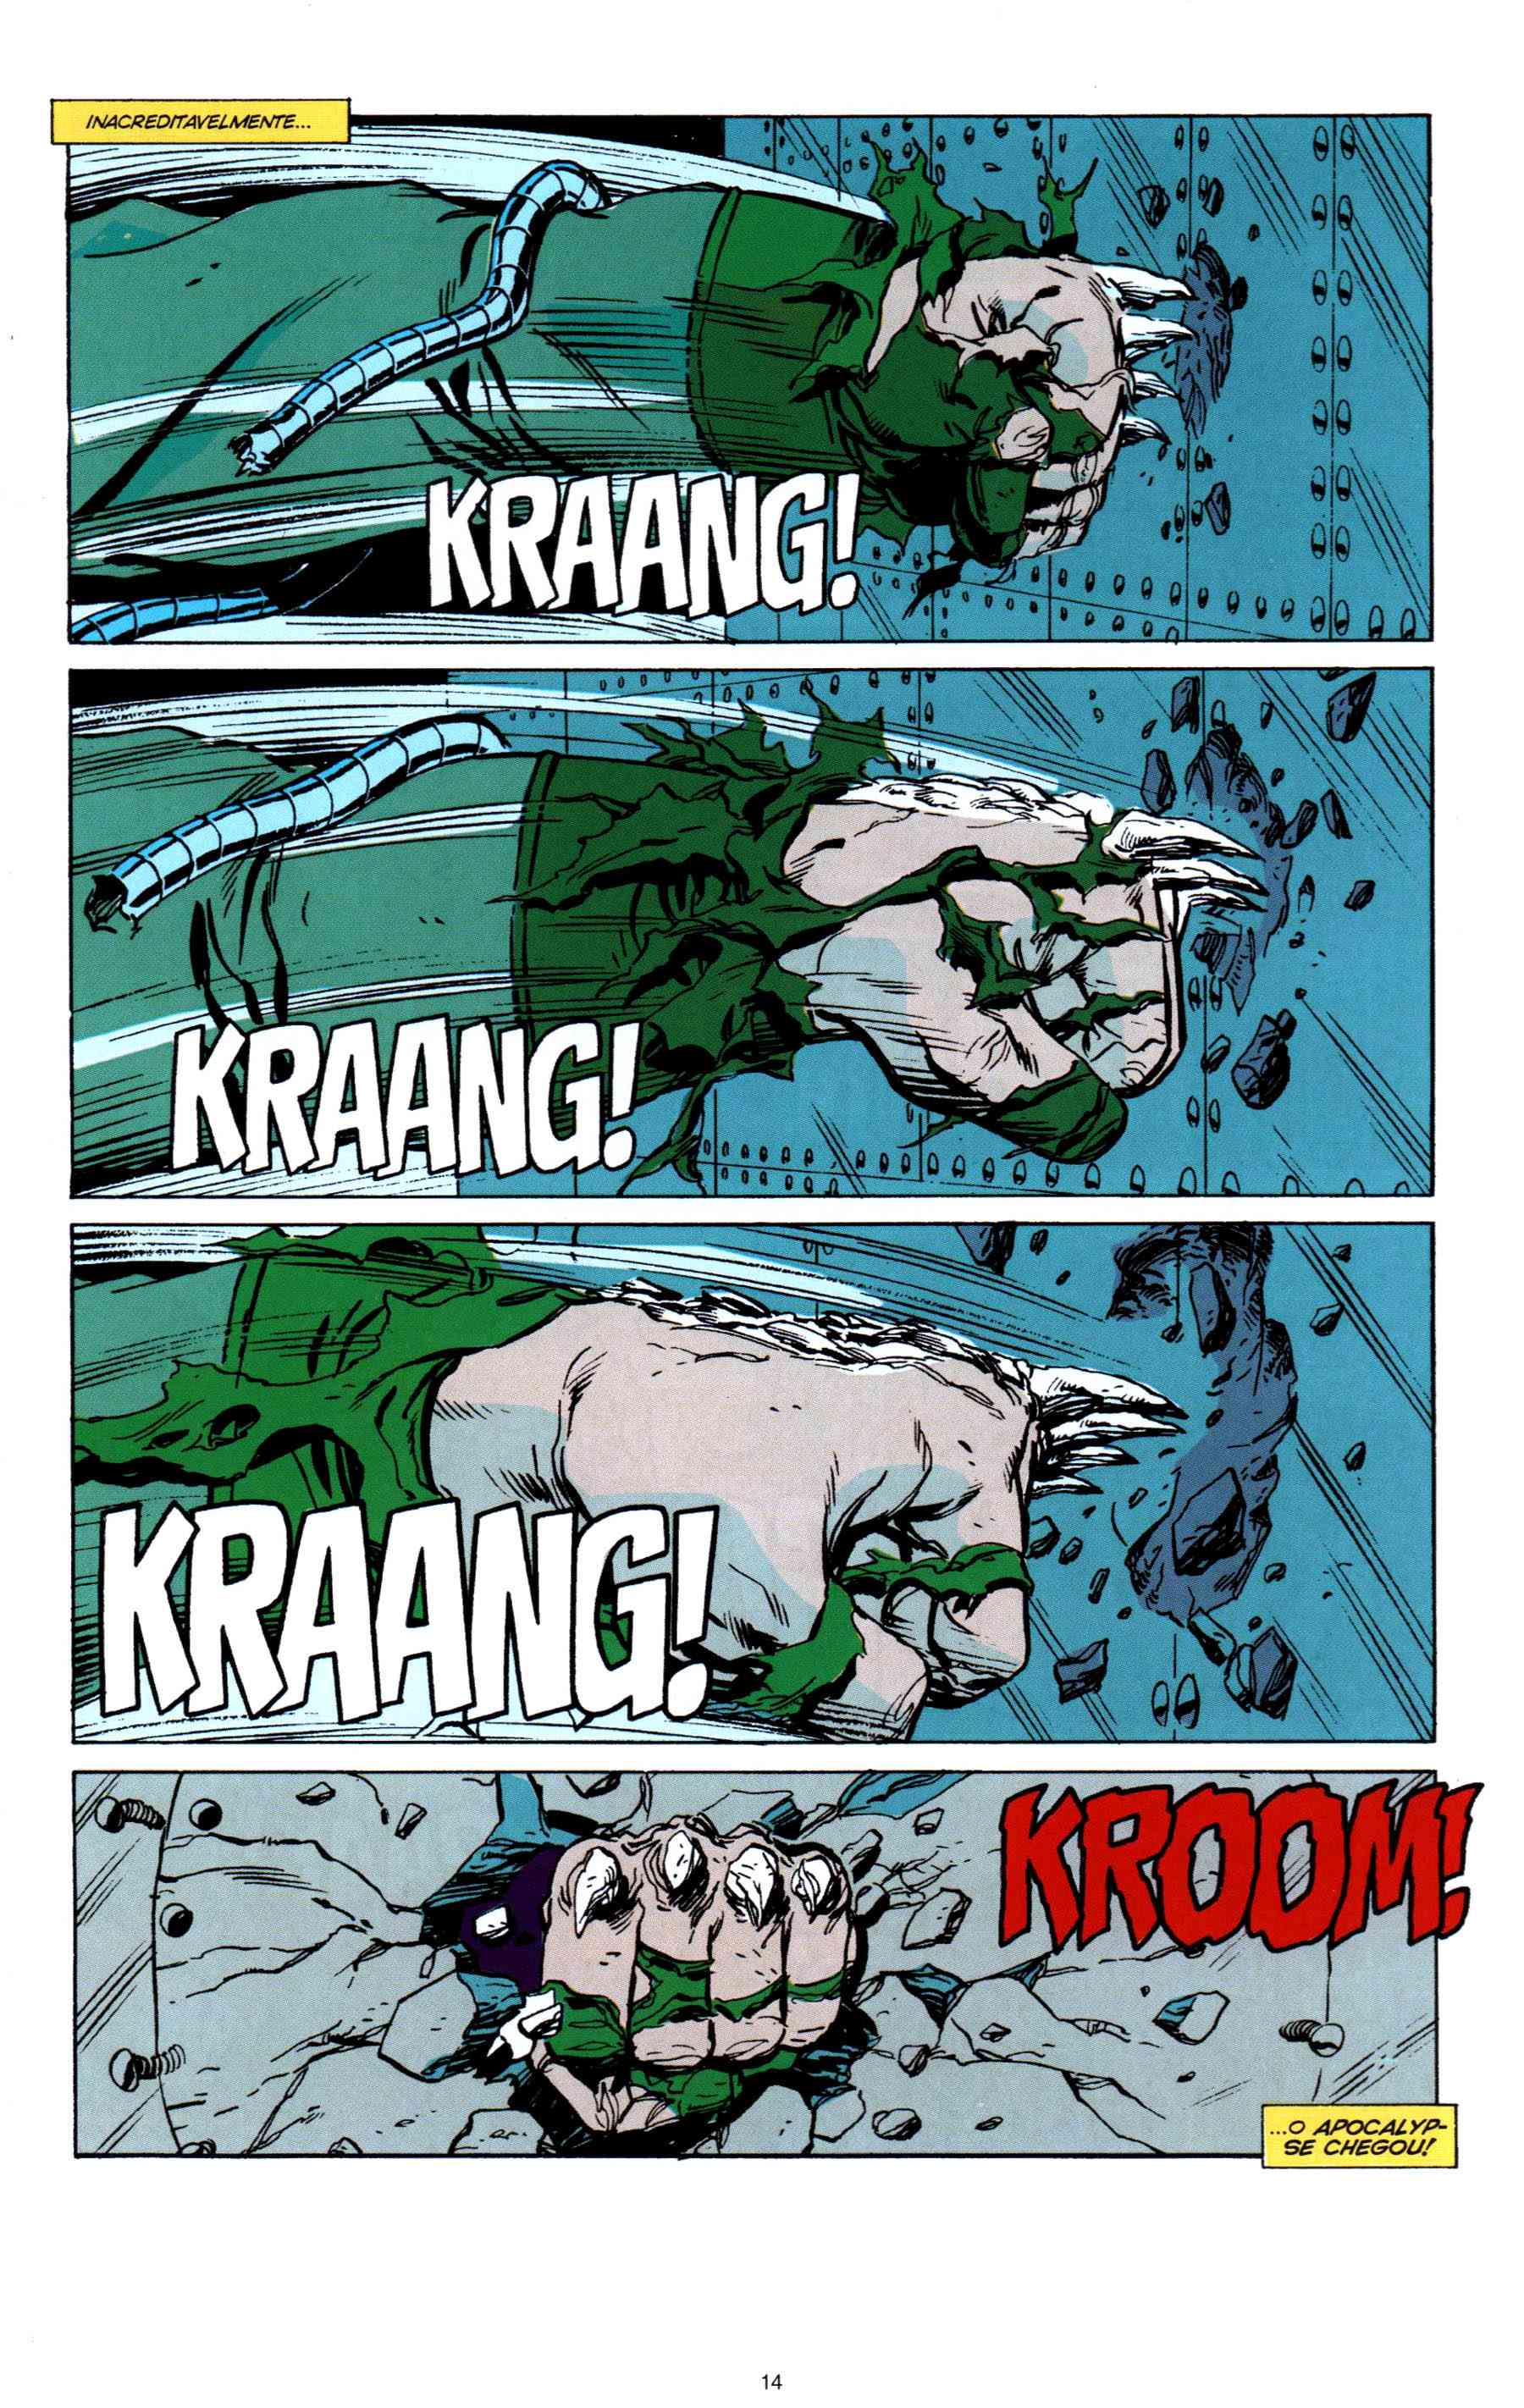 INACREDITAVELMENTE...
KRAANG!
KRAANG!
KRAANG!
KROOM!
...O APOCALYP-
SE CHEGOU!
14